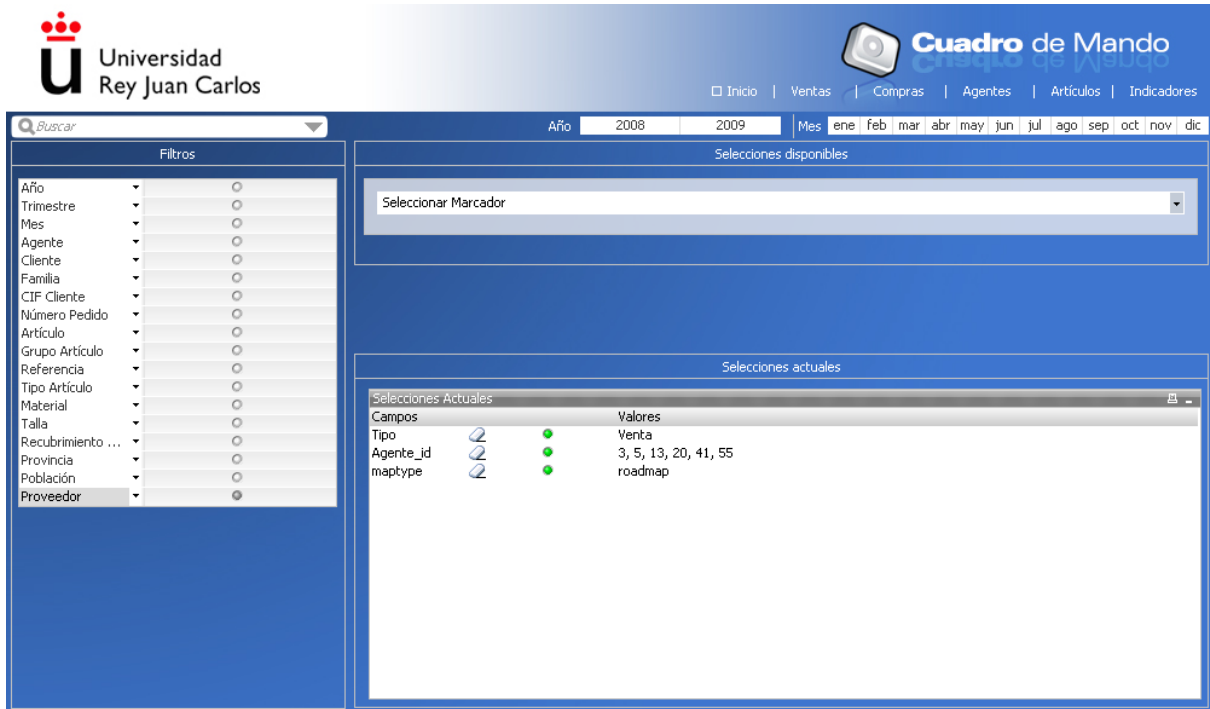 Universidad
Rey Juan Carlos
Cuadro de Mando
Inicio | Ventas | Compras | Agentes | Artículos | Indicadores
Buscar
Año 2008 2009 Mes ene feb mar abr may jun jul ago sep oct nov dic
Filtros
Año
Trimestre
Mes
Agente
Cliente
Familia
CIF Cliente
Número Pedido
Artículo
Grupo Artículo
Referencia
Tipo Artículo
Material
Talla
Recubrimiento ...
Provincia
Población
Proveedor
Selecciones disponibles
Seleccionar Marcador
Selecciones actuales
Selecciones Actuales
Campos Valores
Tipo Venta
Agente_id 3, 5, 13, 20, 41, 55
maptype roadmap